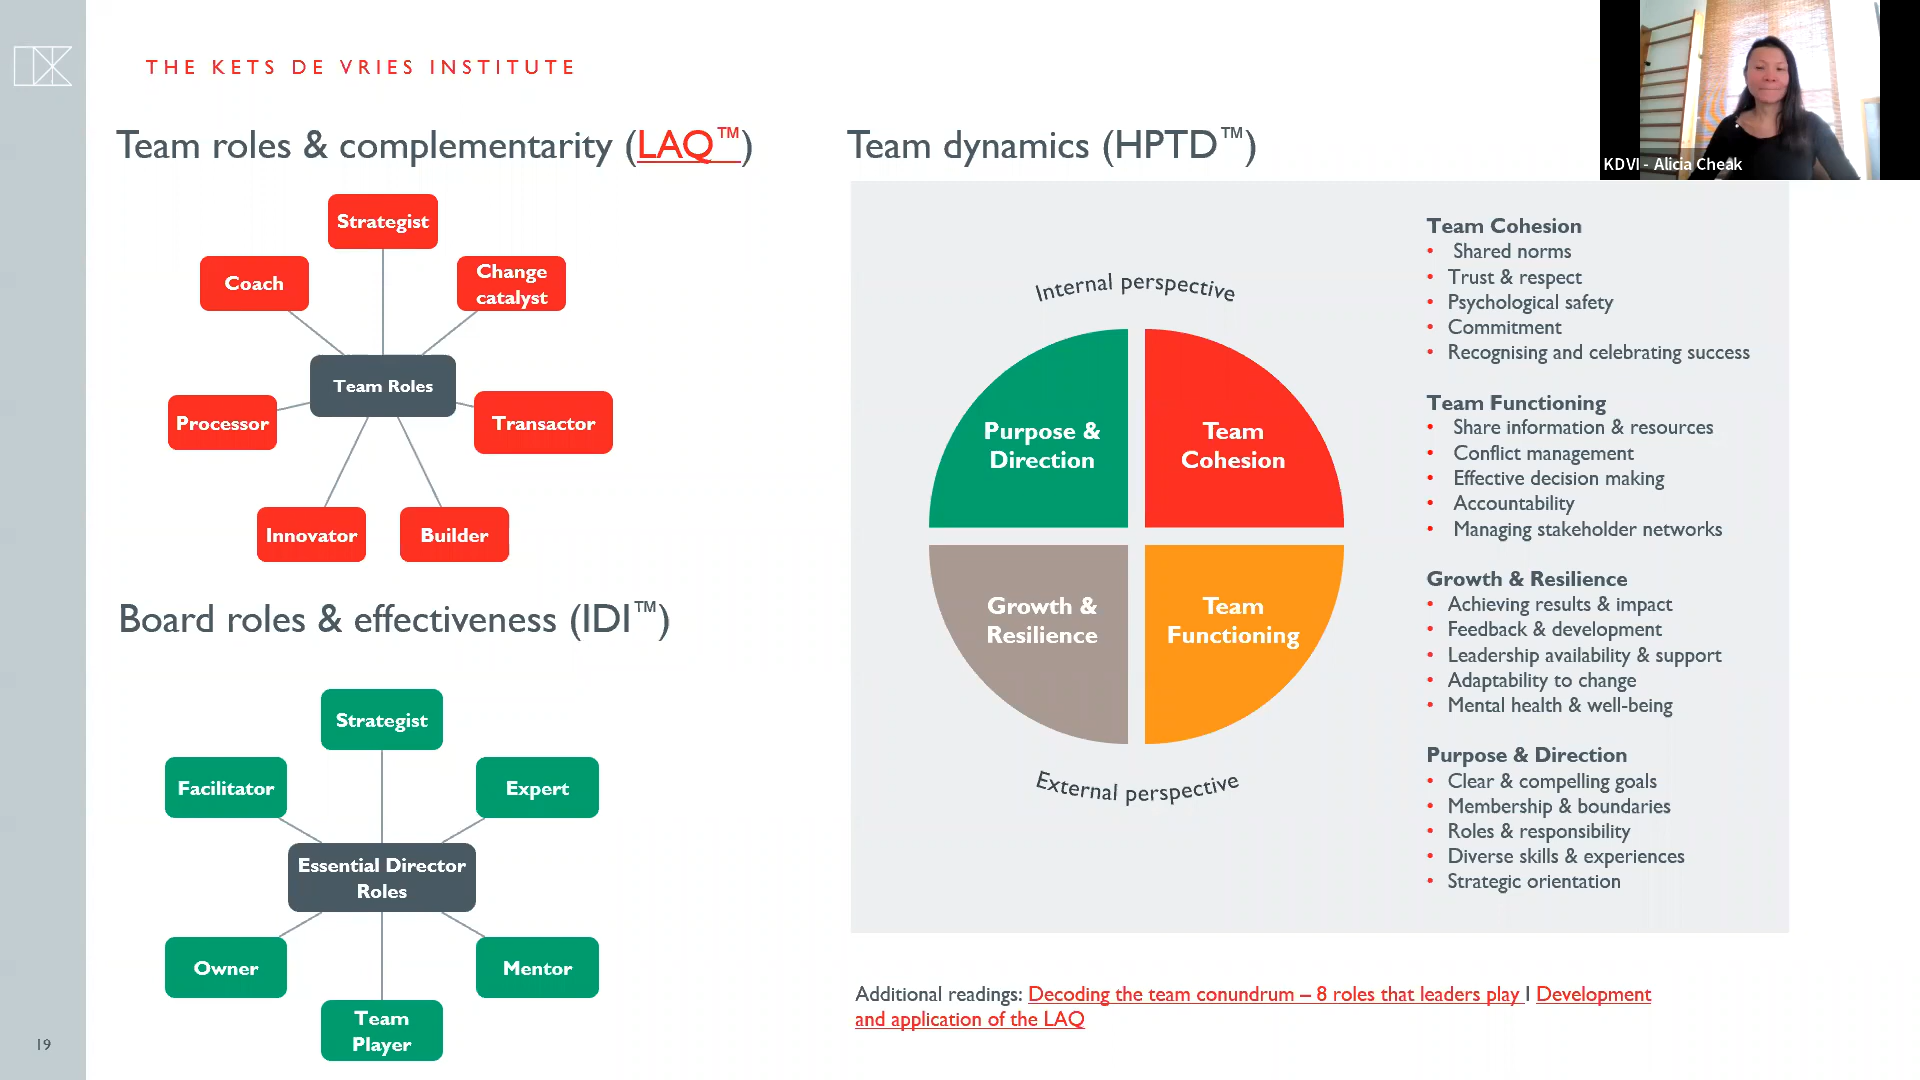 THE KETS DE VRIES INSTITUTE
KDVI - Alicia Cheak
Team roles & complementarity (LAQ™)
Strategist
Coach
Change
catalyst
Team Roles
Processor
Transactor
Innovator
Builder
Board roles & effectiveness (IDI™)
Strategist
Facilitator
Expert
Essential Director
Roles
Owner
Mentor
Team
Player
Team dynamics (HPTD™)
Internal perspective
Purpose &
Direction
Team
Cohesion
Growth &
Resilience
Team
Functioning
External perspective
Team Cohesion
• Shared norms
• Trust & respect
• Psychological safety
• Commitment
• Recognising and celebrating success
Team Functioning
• Share information & resources
• Conflict management
• Effective decision making
• Accountability
• Managing stakeholder networks
Growth & Resilience
• Achieving results & impact
• Feedback & development
• Leadership availability & support
• Adaptability to change
• Mental health & well-being
Purpose & Direction
• Clear & compelling goals
• Membership & boundaries
• Roles & responsibility
• Diverse skills & experiences
• Strategic orientation
Additional readings: Decoding the team conundrum – 8 roles that leaders play I Development
and application of the LAQ
19